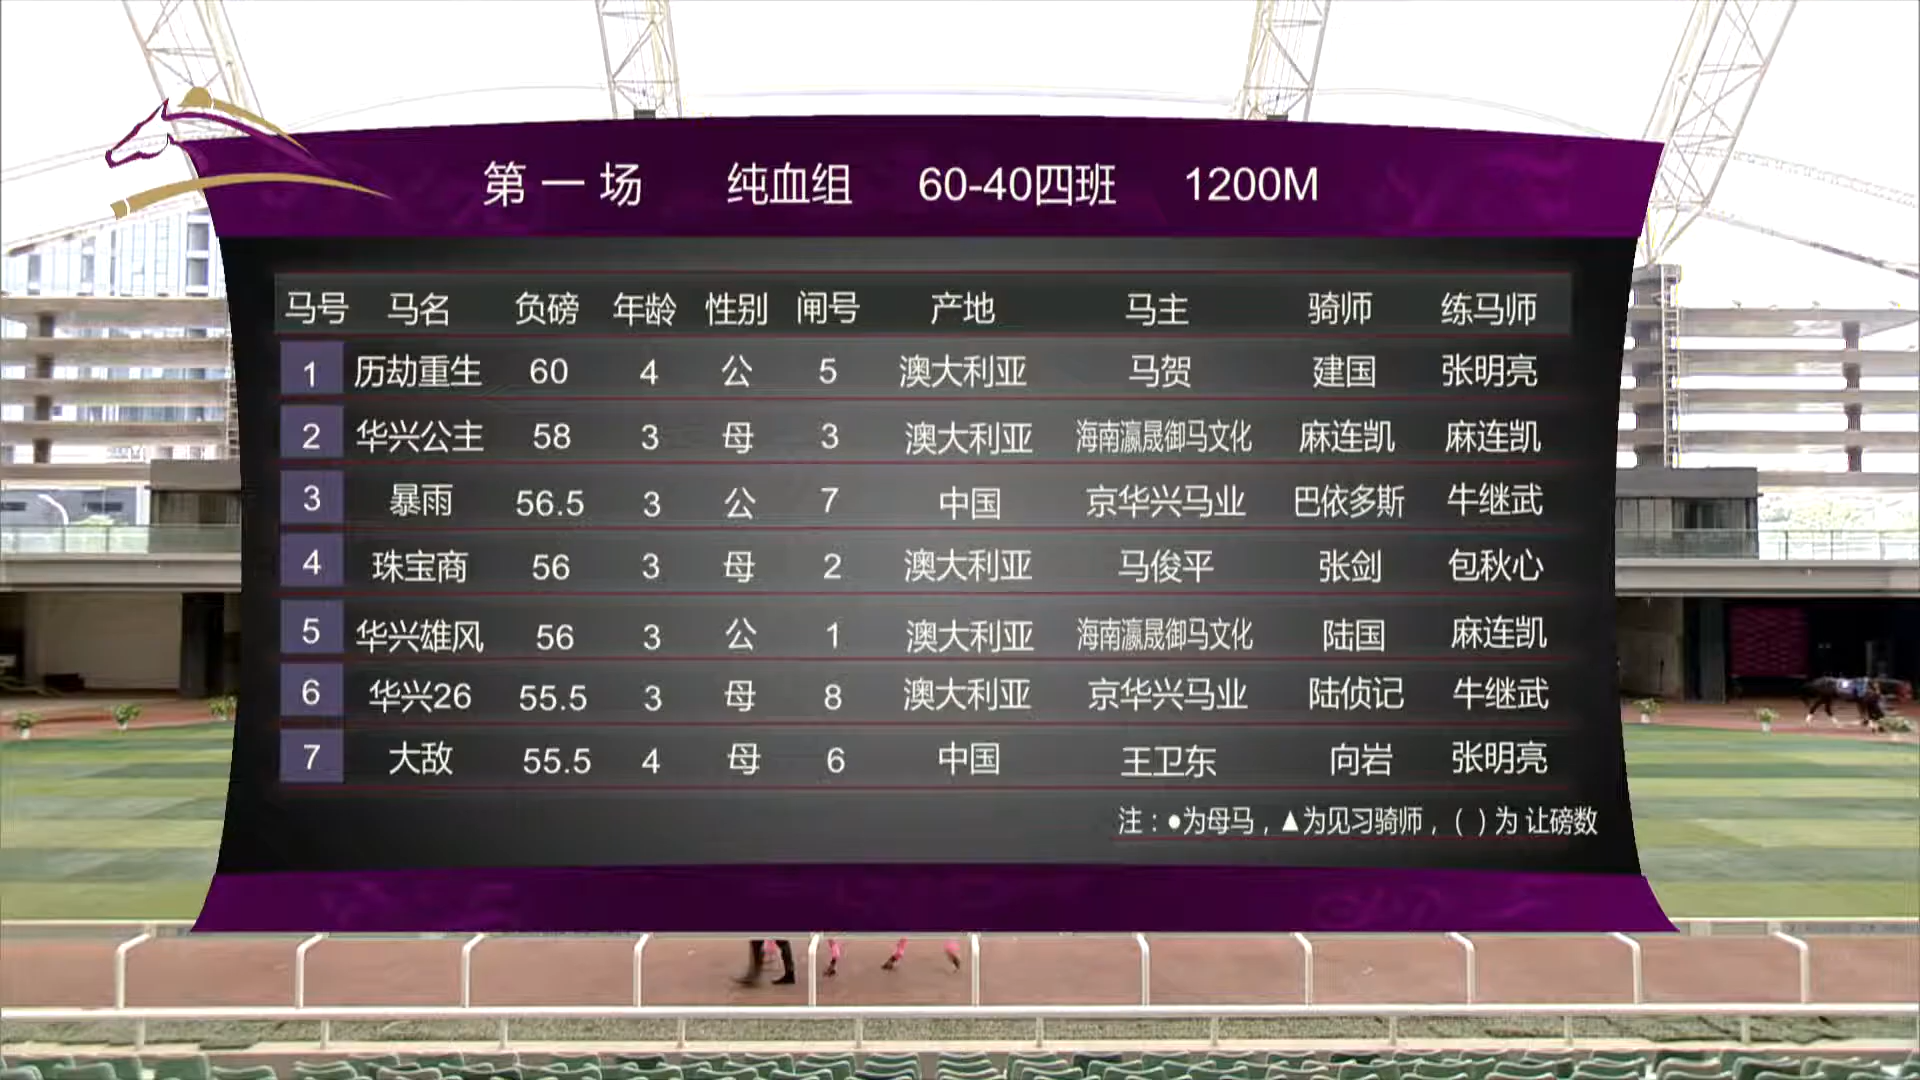 第一场 纯血组 60-40四班 1200M
马号 马名 负磅 年龄 性别 闸号 产地 马主 骑师 练马师
1 历劫重生 60 4 公 5 澳大利亚 马贺 建国 张明亮
2 华兴公主 58 3 母 3 澳大利亚 海南瀛晟御马文化 麻连凯 麻连凯
3 暴雨 56.5 3 公 7 中国 京华兴马业 巴依多斯 牛继武
4 珠宝商 56 3 母 2 澳大利亚 马俊平 张剑 包秋心
5 华兴雄风 56 3 公 1 澳大利亚 海南瀛晟御马文化 陆国 麻连凯
6 华兴26 55.5 3 母 8 澳大利亚 京华兴马业 陆侦记 牛继武
7 大敌 55.5 4 母 6 中国 王卫东 向岩 张明亮
注：●为母马，▲为见习骑师，（ ）为 让磅数